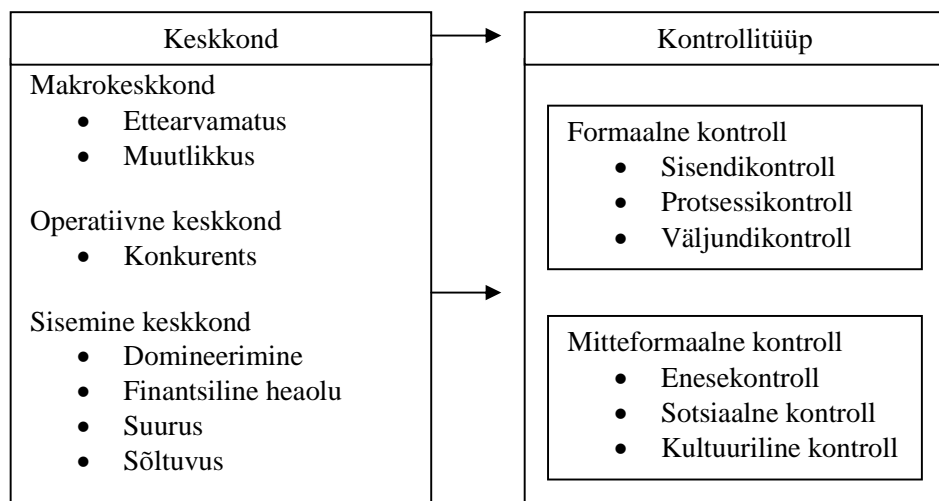 Keskkond
Makrokeskkond
• Ettearvamatus
• Muutlikkus
Operatiivne keskkond
• Konkurents
Sisemine keskkond
• Domineerimine
• Finantsiline heaolu
• Suurus
• Sõltuvus
Kontrollitüüp
Formaalne kontroll
• Sisendikontroll
• Protsessikontroll
• Väljundikontroll
Mitteformaalne kontroll
• Enesekontroll
• Sotsiaalne kontroll
• Kultuuriline kontroll